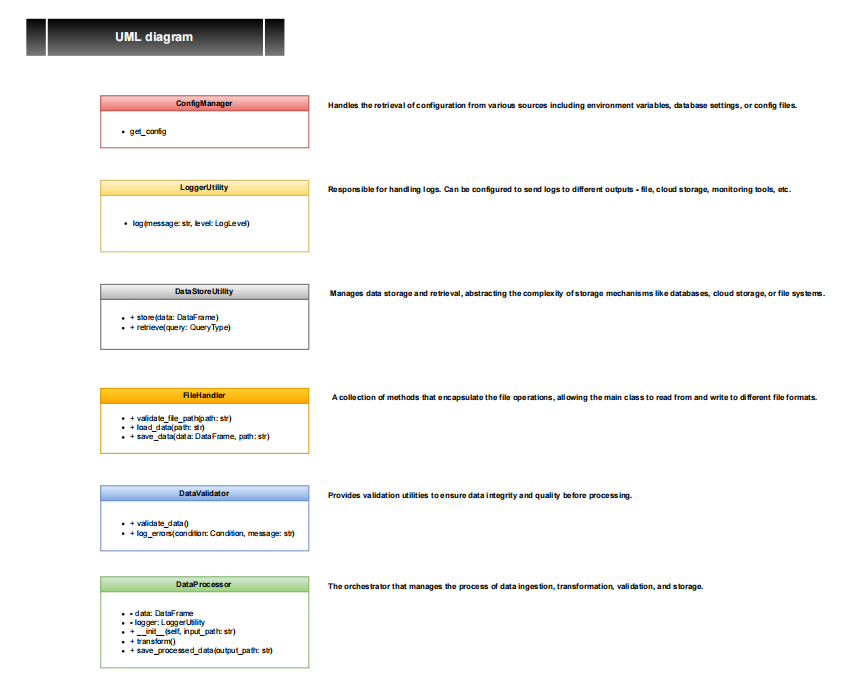 UML diagram
ConfigManager
Handles the retrieval of configuration from various sources including environment variables, database settings, or config files.
• get_config
LoggerUtility
Responsible for handling logs. Can be configured to send logs to different outputs - file, cloud storage, monitoring tools, etc.
• log(message: str, level: LogLevel)
DataStoreUtility
Manages data storage and retrieval, abstracting the complexity of storage mechanisms like databases, cloud storage, or file systems.
• + store(data: DataFrame)
• + retrieve(query: QueryType)
FileHandler
A collection of methods that encapsulate the file operations, allowing the main class to read from and write to different file formats.
• + validate_file_path(path: str)
• + load_data(path: str)
• + save_data(data: DataFrame, path: str)
DataValidator
Provides validation utilities to ensure data integrity and quality before processing.
• + validate_data()
• + log_errors(condition: Condition, message: str)
DataProcessor
The orchestrator that manages the process of data ingestion, transformation, validation, and storage.
• - data: DataFrame
• - logger: LoggerUtility
• + __init__(self, input_path: str)
• + transform()
• + save_processed_data(output_path: str)